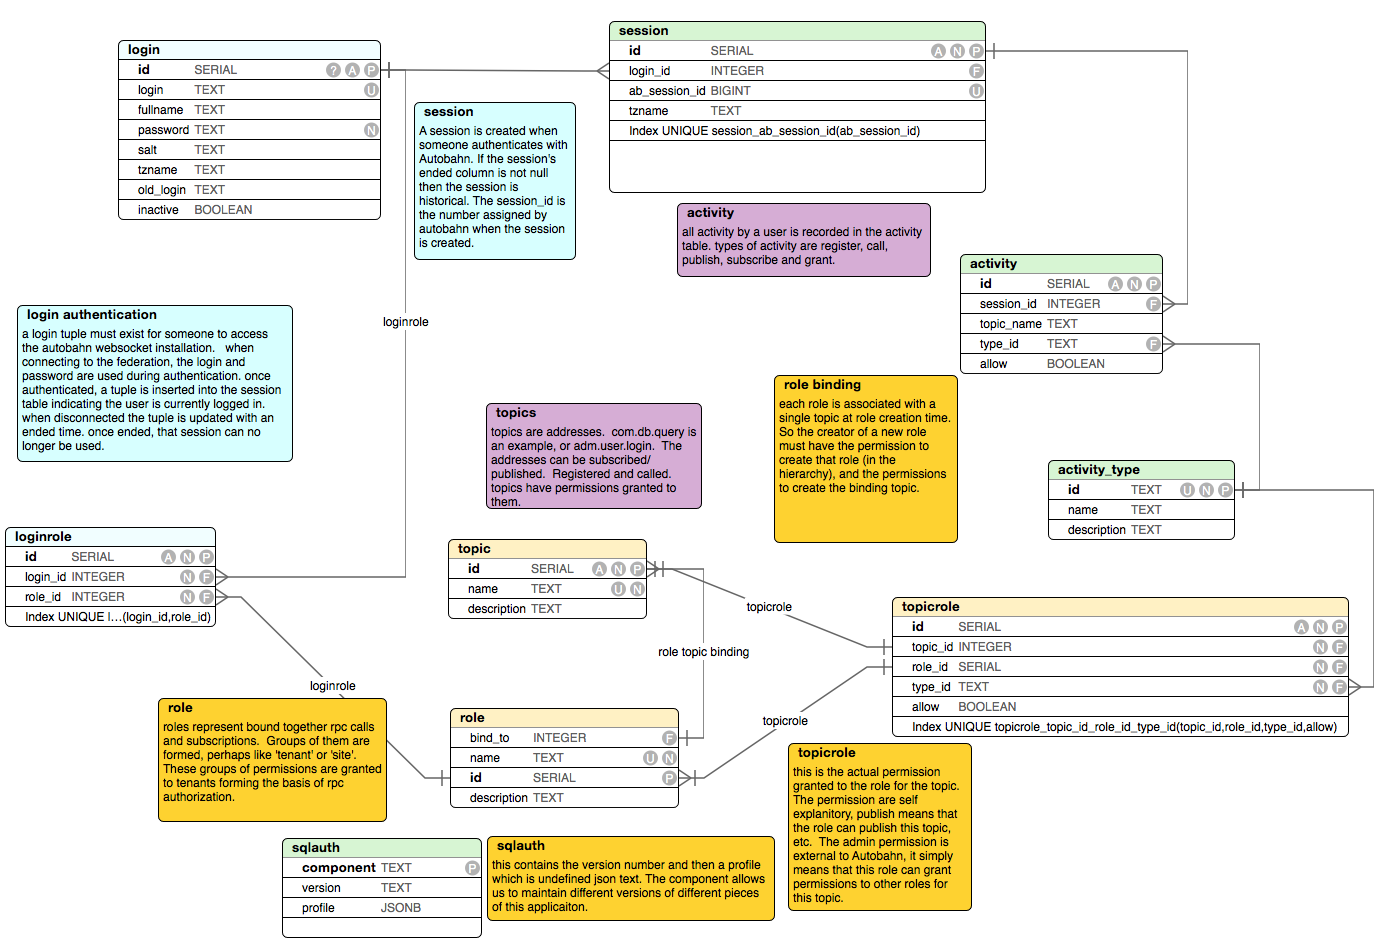 login
id SERIAL ? A P
login TEXT U
fullname TEXT
password TEXT N
salt TEXT
tzname TEXT
old_login TEXT
inactive BOOLEAN
session
id SERIAL A N P
login_id INTEGER F
ab_session_id BIGINT U
tzname TEXT
Index UNIQUE session_ab_session_id(ab_session_id)
session
A session is created when
someone authenticates with
Autobahn. If the session's
ended column is not null
then the session is
historical. The session_id is
the number assigned by
autobahn when the session
is created.
activity
all activity by a user is recorded in the activity
table. types of activity are register, call,
publish, subscribe and grant.
activity
id SERIAL A N P
session_id INTEGER F
topic_name TEXT
type_id TEXT F
allow BOOLEAN
login authentication
a login tuple must exist for someone to access
the autobahn websocket installation. when
connecting to the federation, the login and
password are used during authentication. once
authenticated, a tuple is inserted into the session
table indicating the user is currently logged in.
when disconnected the tuple is updated with an
ended time. once ended, that session can no
longer be used.
loginrole
topics
topics are addresses. com.db.query is
an example, or adm.user.login. The
addresses can be subscribed/
published. Registered and called.
topics have permissions granted to
them.
role binding
each role is associated with a
single topic at role creation time.
So the creator of a new role
must have the permission to
create that role (in the
hierarchy), and the permissions
to create the binding topic.
activity_type
id TEXT U N P
name TEXT
description TEXT
loginrole
id SERIAL A N P
login_id INTEGER N F
role_id INTEGER N F
Index UNIQUE l…(login_id,role_id)
topic
id SERIAL A N P
name TEXT U N
description TEXT
topicrole
role topic binding
topicrole
topicrole
id SERIAL A N P
topic_id INTEGER N F
role_id SERIAL N F
type_id TEXT N F
allow BOOLEAN
Index UNIQUE topicrole_topic_id_role_id_type_id(topic_id,role_id,type_id,allow)
loginrole
role
roles represent bound together rpc calls
and subscriptions. Groups of them are
formed, perhaps like 'tenant' or 'site'.
These groups of permissions are granted
to tenants forming the basis of rpc
authorization.
role
bind_to INTEGER F
name TEXT U N
id SERIAL P
description TEXT
topicrole
this is the actual permission
granted to the role for the topic.
The permission are self
explanitory, publish means that
the role can publish this topic,
etc. The admin permission is
external to Autobahn, it simply
means that this role can grant
permissions to other roles for
this topic.
sqlauth
component TEXT P
version TEXT
profile JSONB
sqlauth
this contains the version number and then a profile
which is undefined json text. The component allows
us to maintain different versions of different pieces
of this applicaiton.